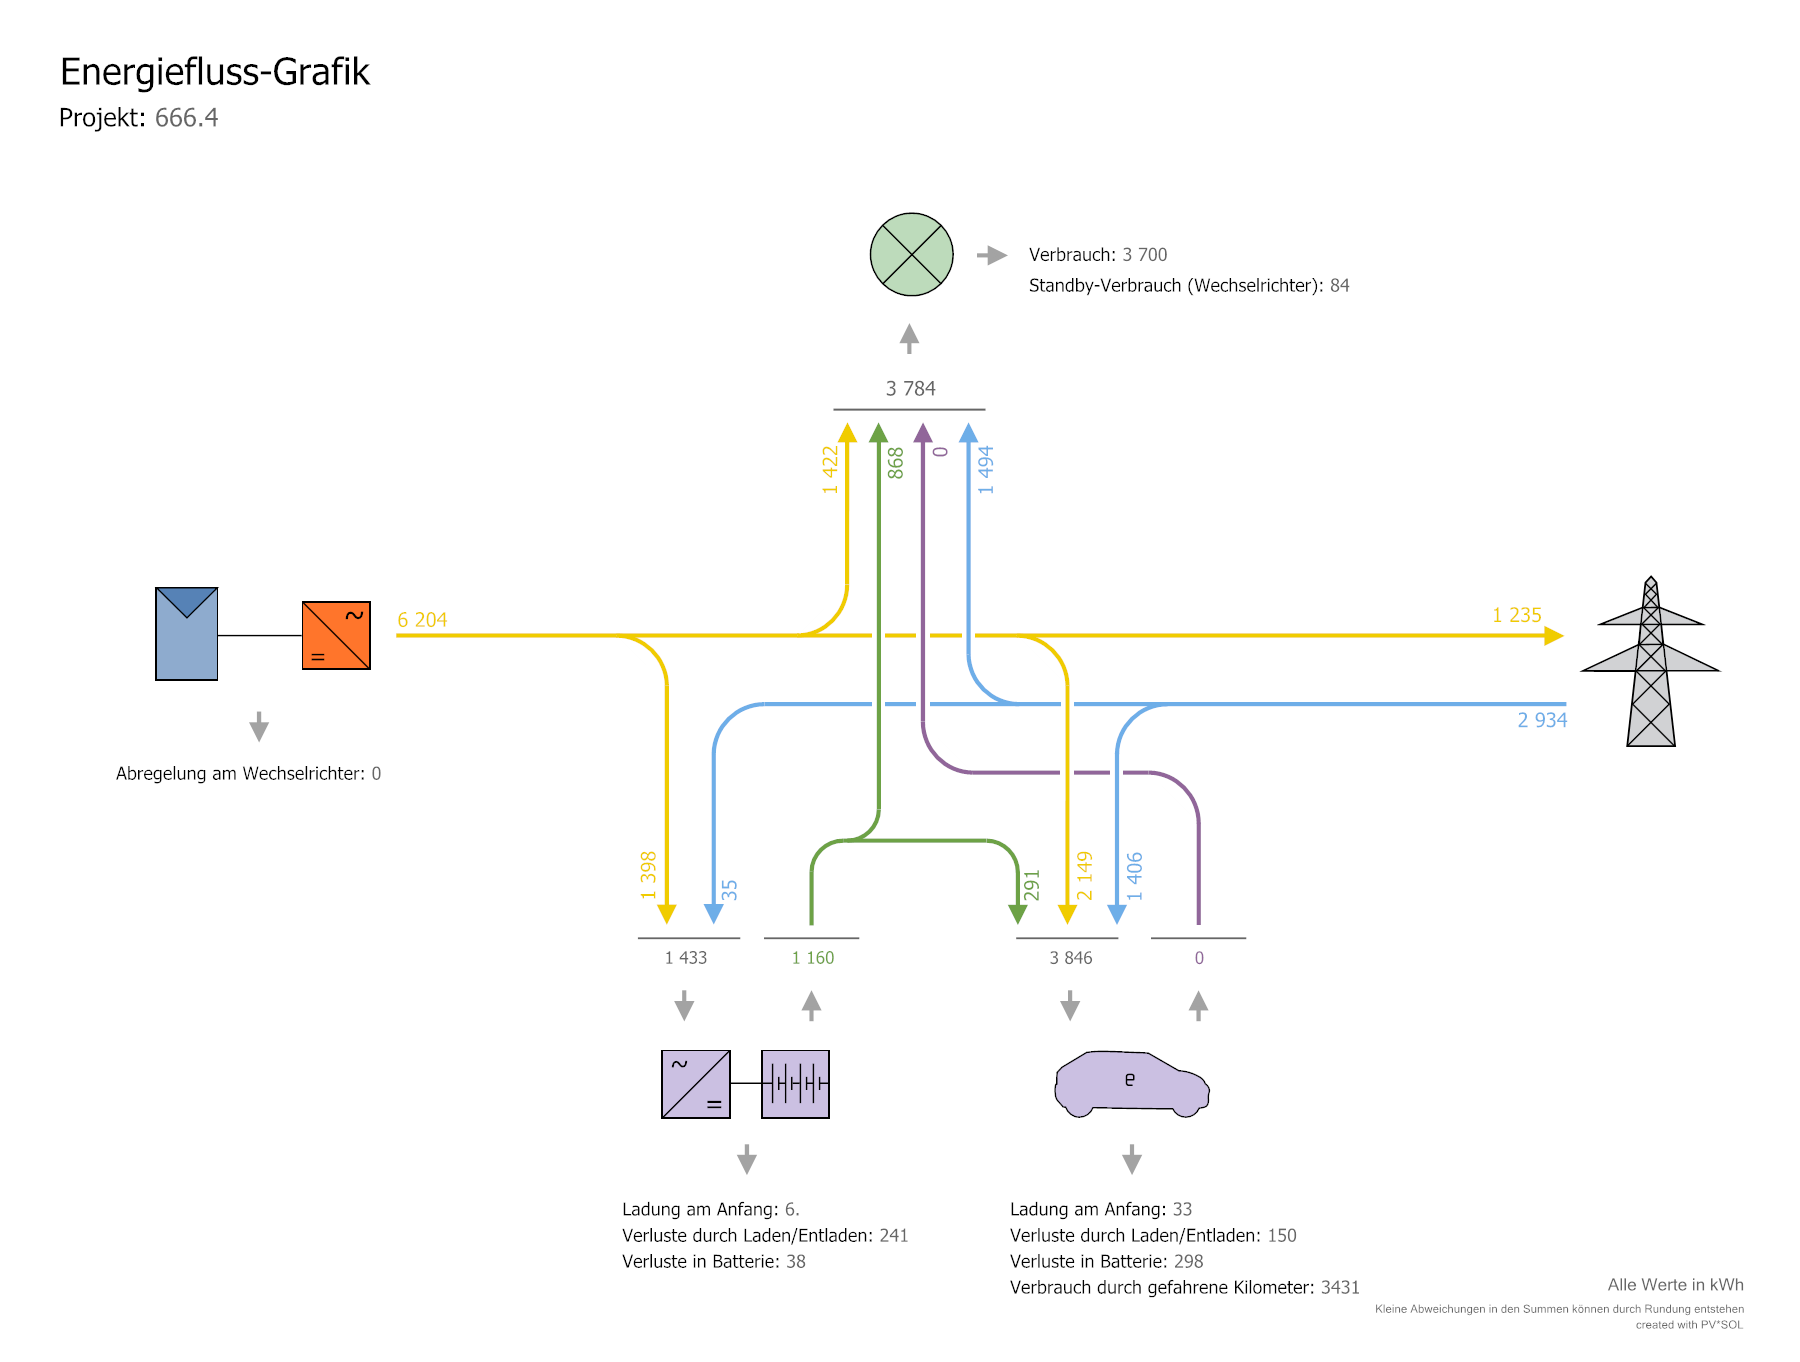 Energiefluss-Grafik
Projekt: 666.4
Verbrauch: 3 700
Standby-Verbrauch (Wechselrichter): 84
3 784
1 422
868
0
1 494
6 204
1 235
2 934
Abregelung am Wechselrichter: 0
1 398
35
291
2 149
1 406
1 433
1 160
3 846
0
e
Ladung am Anfang: 6.
Verluste durch Laden/Entladen: 241
Verluste in Batterie: 38
Ladung am Anfang: 33
Verluste durch Laden/Entladen: 150
Verluste in Batterie: 298
Verbrauch durch gefahrene Kilometer: 3431
Alle Werte in kWh
Kleine Abweichungen in den Summen können durch Rundung entstehen
created with PV*SOL